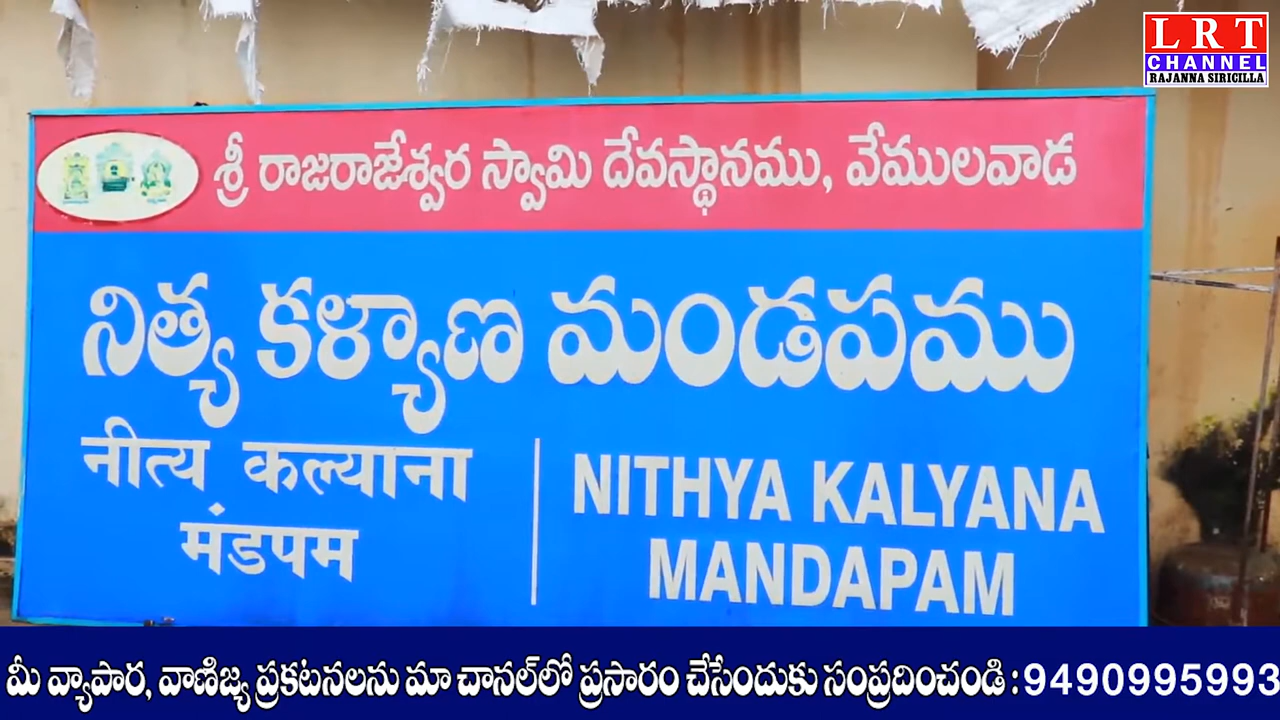 LRT
CHANNEL
RAJANNA SIRICILLA
శ్రీ రాజరాజేశ్వర స్వామి దేవస్థానము, వేములవాడ
నిత్య కళ్యాణ మండపము
नीत्य कल्याना
मंडपम
NITHYA KALYANA
MANDAPAM
మీ వ్యాపార, వాణిజ్య ప్రకటనలను మా చానల్‌లో ప్రసారం చేసేందుకు సంప్రదించండి : 9490995993